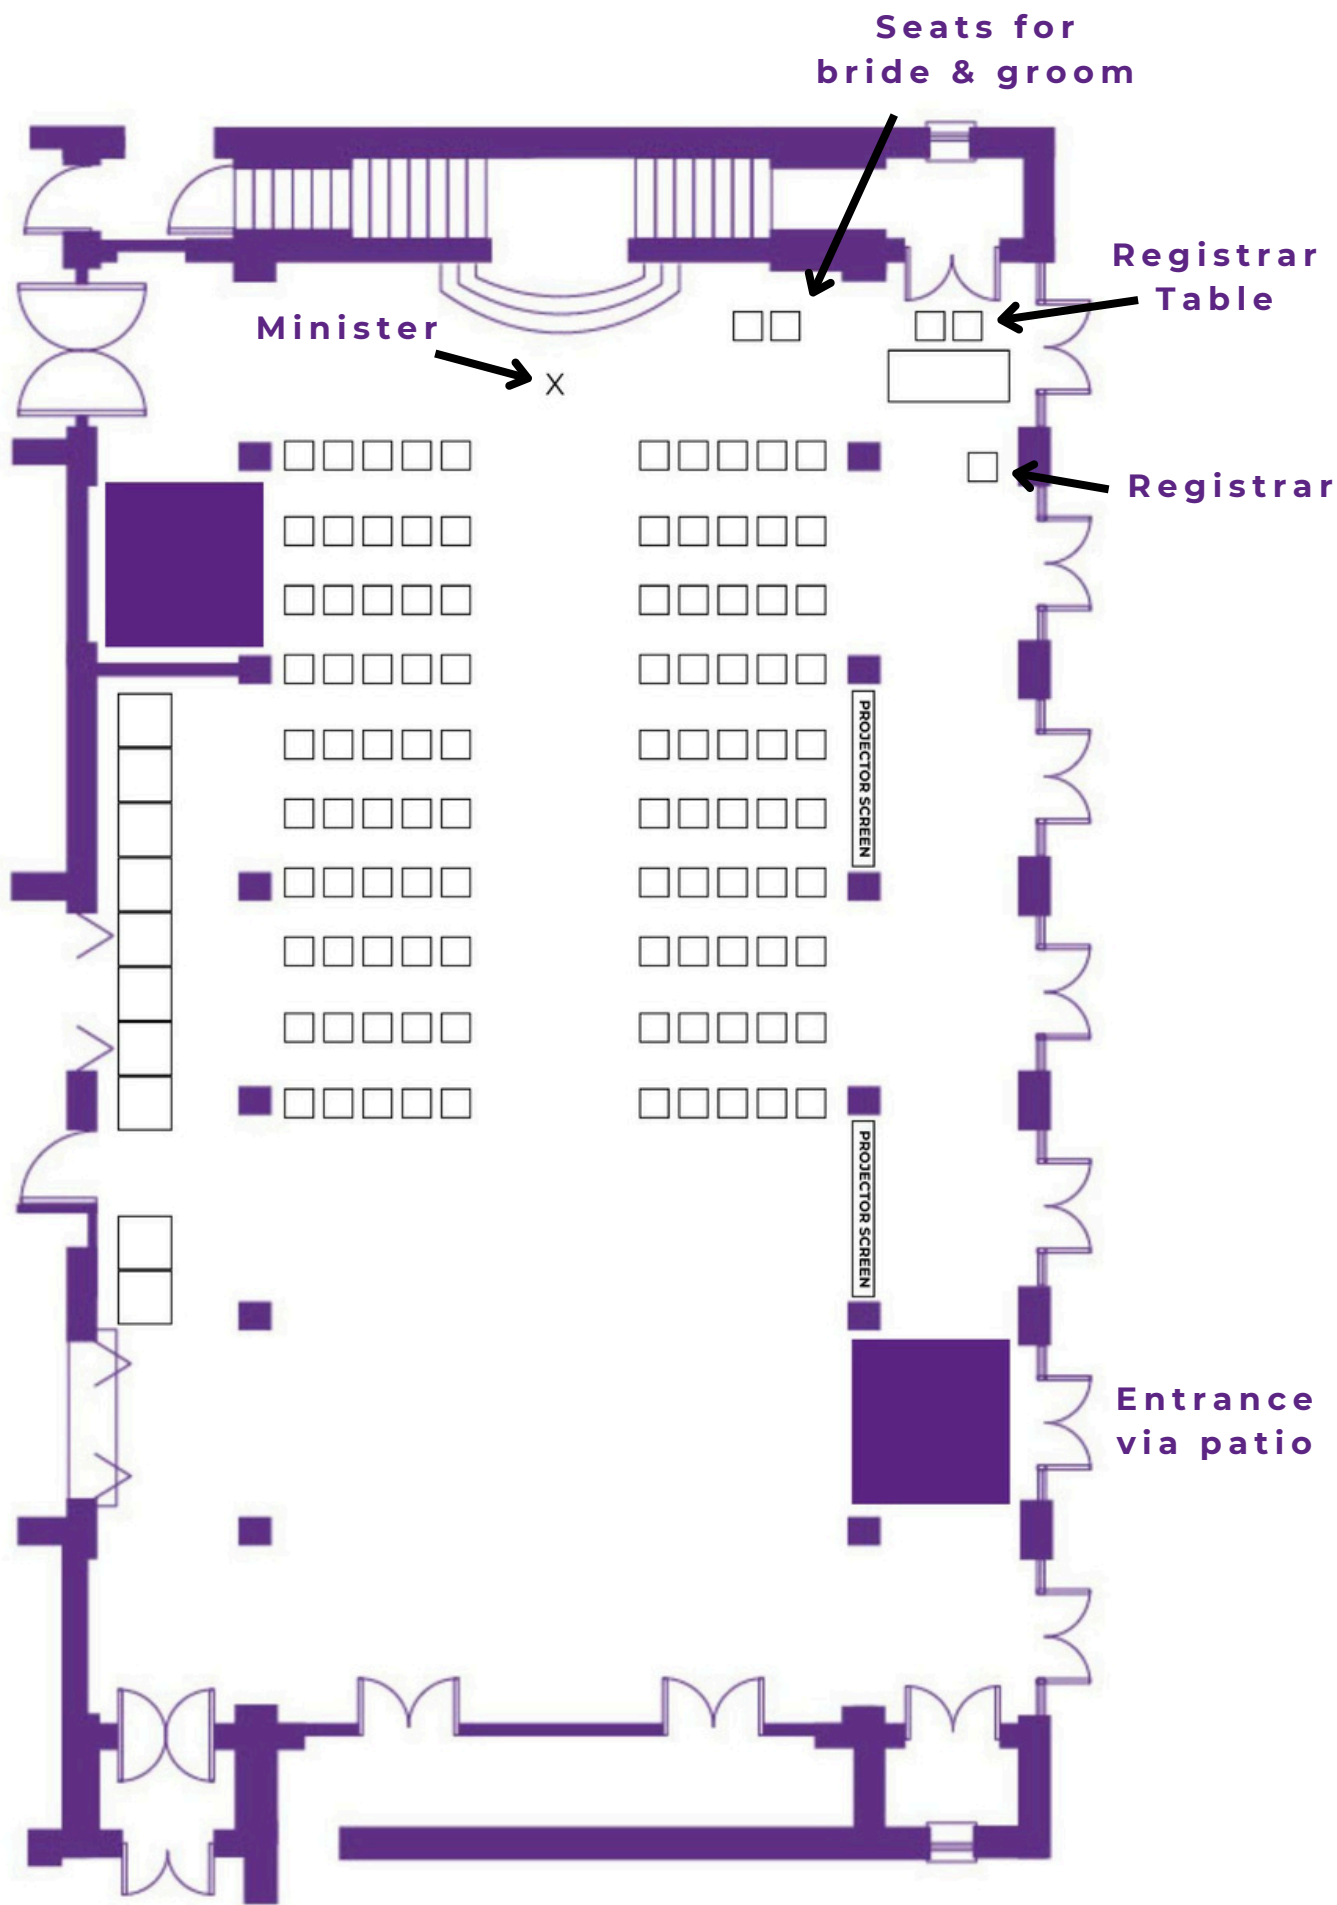 Seats for
bride & groom
Registrar
Table
Minister
X
Registrar
PROJECTOR SCREEN
PROJECTOR SCREEN
Entrance
via patio